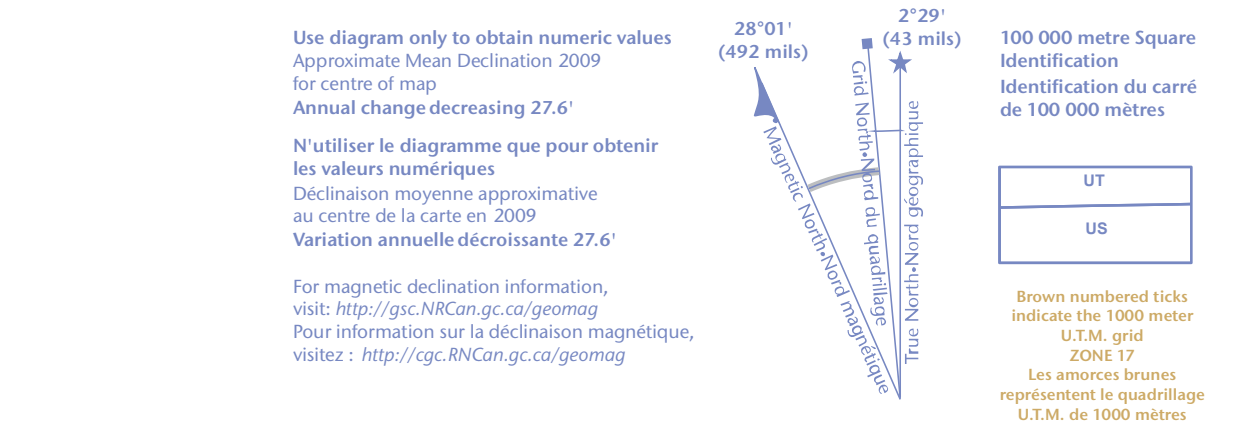 Use diagram only to obtain numeric values
Approximate Mean Declination 2009
for centre of map
Annual change decreasing 27.6'
N'utiliser le diagramme que pour obtenir
les valeurs numériques
Déclinaison moyenne approximative
au centre de la carte en 2009
Variation annuelle décroissante 27.6'
For magnetic declination information,
visit: http://gsc.NRCan.gc.ca/geomag
Pour information sur la déclinaison magnétique,
visitez : http://cgc.RNCan.gc.ca/geomag
28°01'
(492 mils)
2°29'
(43 mils)
Magnetic North•Nord magnétique
Grid North•Nord du quadrillage
True North•Nord géographique
100 000 metre Square
Identification
Identification du carré
de 100 000 mètres
UT
US
Brown numbered ticks
indicate the 1000 meter
U.T.M. grid
ZONE 17
Les amorces brunes
représentent le quadrillage
U.T.M. de 1000 mètres